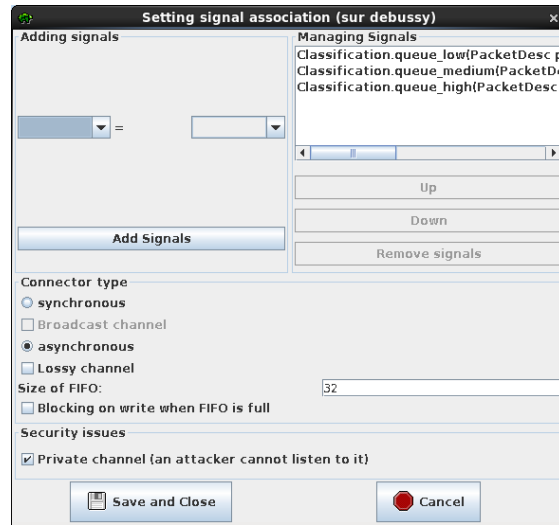 Setting signal association (sur debussy)
Adding signals
=
Add Signals
Managing Signals
Classification.queue_low(PacketDesc p
Classification.queue_medium(PacketDe
Classification.queue_high(PacketDesc
Up
Down
Remove signals
Connector type
synchronous
Broadcast channel
asynchronous
Lossy channel
Size of FIFO: 32
Blocking on write when FIFO is full
Security issues
Private channel (an attacker cannot listen to it)
Save and Close Cancel